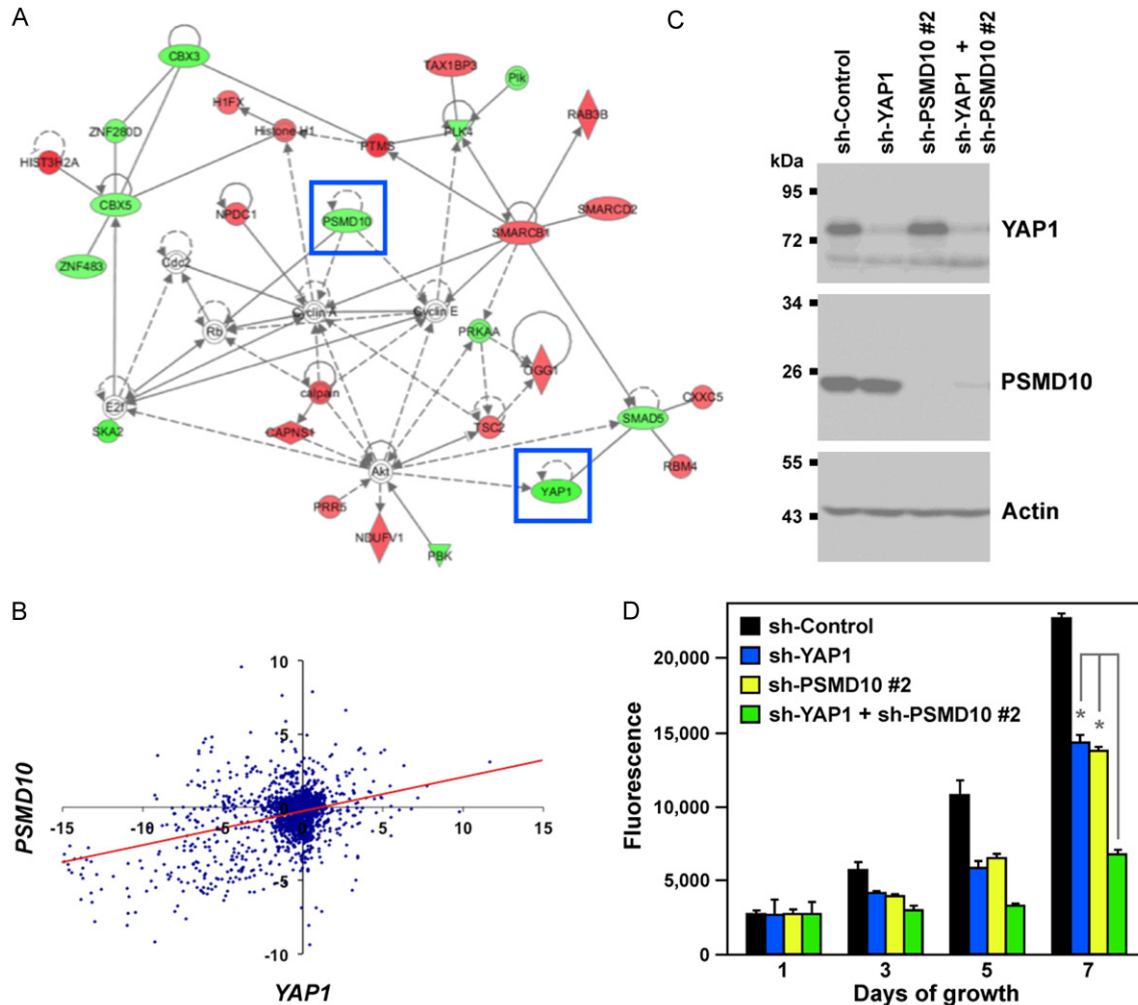 A
CBX3
TAX1BP3
Plk
H1FX
RAB3B
ZNF280D
Histone H1
PLK4
PTMS
HIST3H2A
CBX5
NPDC1
PSMD10
SMARCD2
SMARCB1
ZNF483
Cdc2
Cyclin A
Cyclin E
Rb
PRKAA
OGG1
calpain
CXXC5
E2f
SMAD5
SKA2
CAPNS1
TSC2
RBM4
Akt
YAP1
PRR5
NDUFV1
PBK
B
PSMD10
10
5
0
-15
-5
0
5
10
15
-5
-10
YAP1
C
sh-Control
sh-YAP1
sh-PSMD10 #2
sh-YAP1 +
sh-PSMD10 #2
kDa
95
72
YAP1
34
26
PSMD10
55
43
Actin
D
sh-Control
sh-YAP1
sh-PSMD10 #2
sh-YAP1 + sh-PSMD10 #2
Fluorescence
20,000
15,000
10,000
5,000
0
* *
1 3 5 7
Days of growth